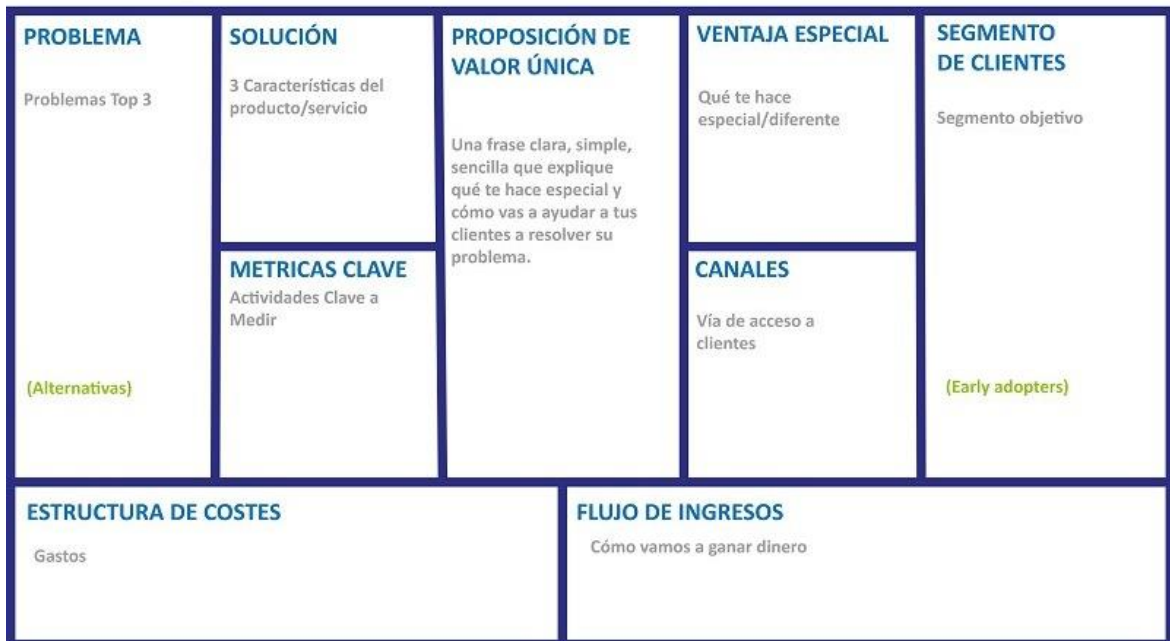 PROBLEMA
Problemas Top 3
(Alternativas)
SOLUCIÓN
3 Características del
producto/servicio
METRICAS CLAVE
Actividades Clave a
Medir
PROPOSICIÓN DE
VALOR ÚNICA
Una frase clara, simple,
sencilla que explique
qué te hace especial y
cómo vas a ayudar a tus
clientes a resolver su
problema.
VENTAJA ESPECIAL
Qué te hace
especial/diferente
CANALES
Vía de acceso a
clientes
SEGMENTO
DE CLIENTES
Segmento objetivo
(Early adopters)
ESTRUCTURA DE COSTES
Gastos
FLUJO DE INGRESOS
Cómo vamos a ganar dinero